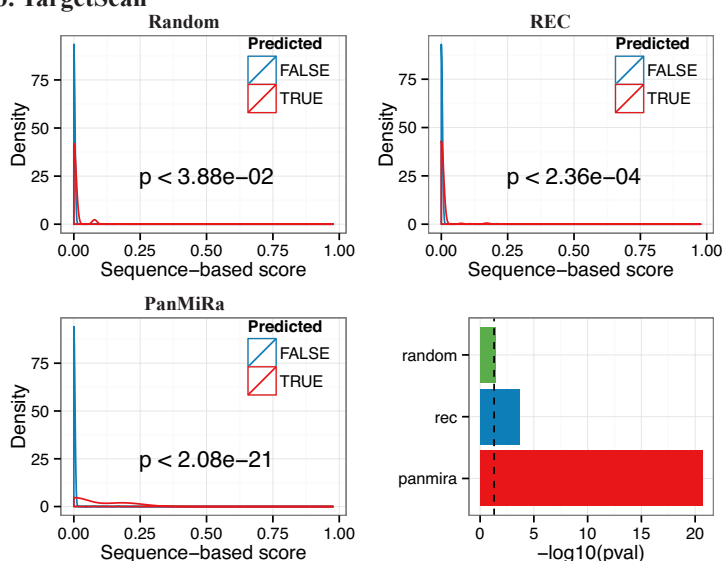 TargetScan
Random
Predicted
FALSE
TRUE
Density
75
50
25
0
p < 3.88e−02
0.00 0.25 0.50 0.75 1.00
Sequence−based score
REC
Predicted
FALSE
TRUE
Density
75
50
25
0
p < 2.36e−04
0.00 0.25 0.50 0.75 1.00
Sequence−based score
PanMiRa
Predicted
FALSE
TRUE
Density
75
50
25
0
p < 2.08e−21
0.00 0.25 0.50 0.75 1.00
Sequence−based score
random
rec
panmira
0 5 10 15 20
−log10(pval)